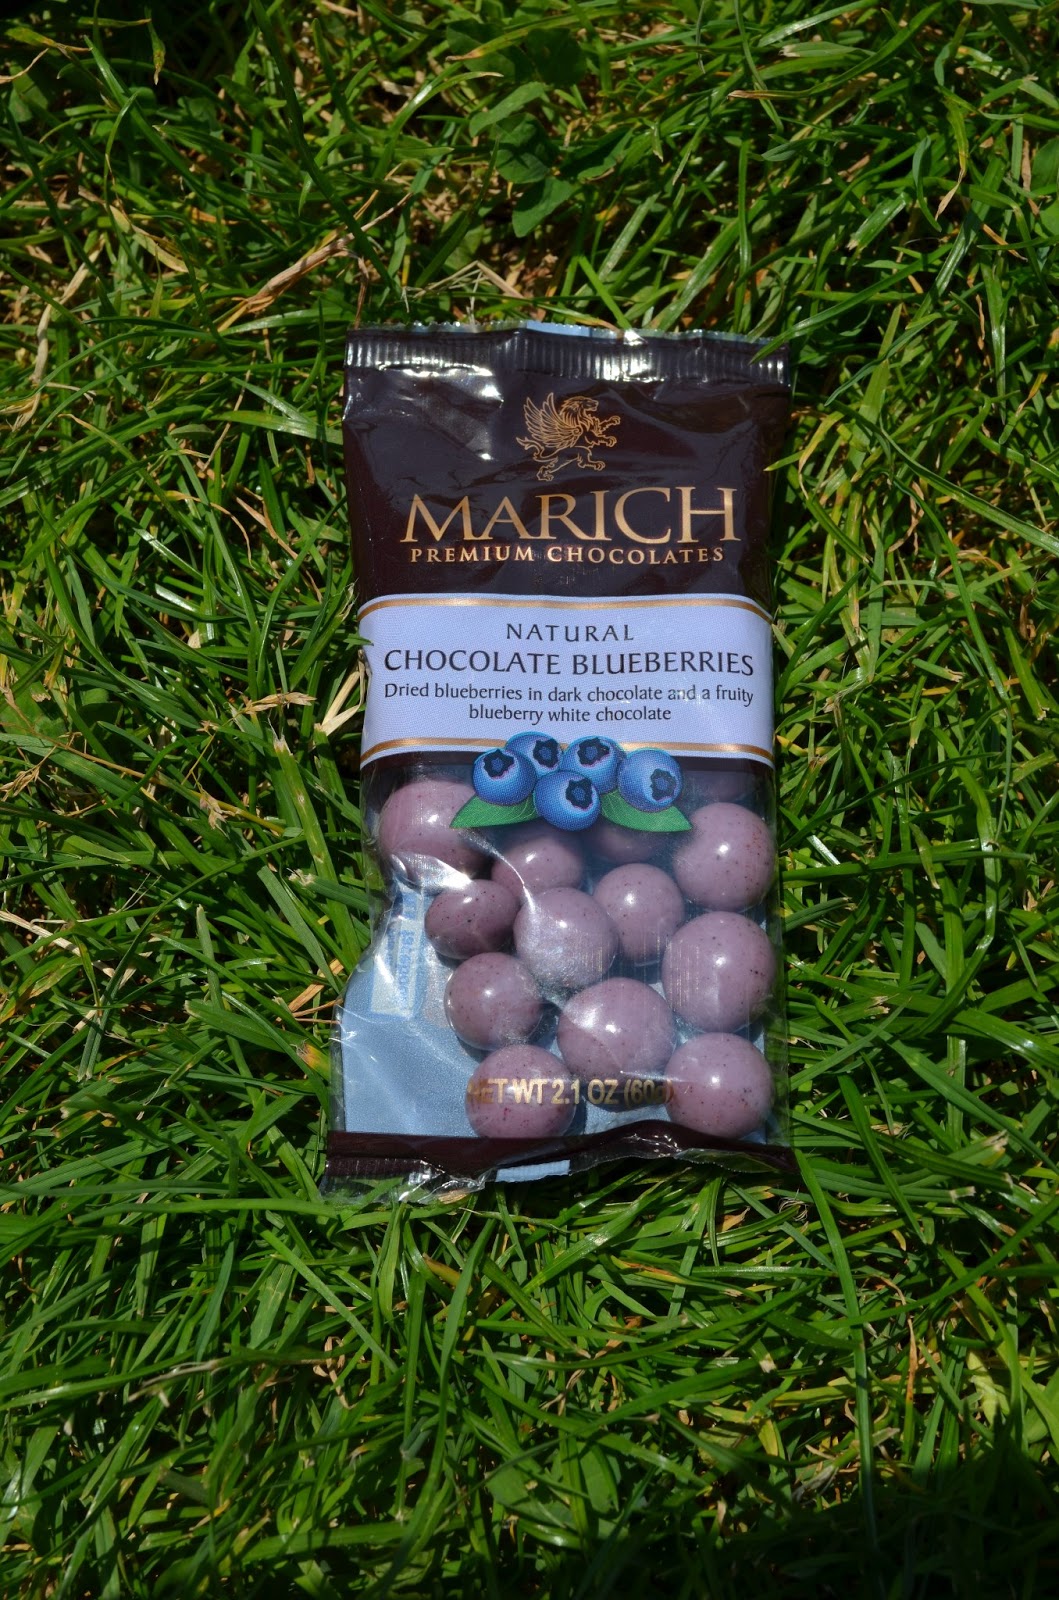 MARICH
PREMIUM CHOCOLATES
NATURAL
CHOCOLATE BLUEBERRIES
Dried blueberries in dark chocolate and a fruity
blueberry white chocolate
NET WT 2.1 OZ (60g)